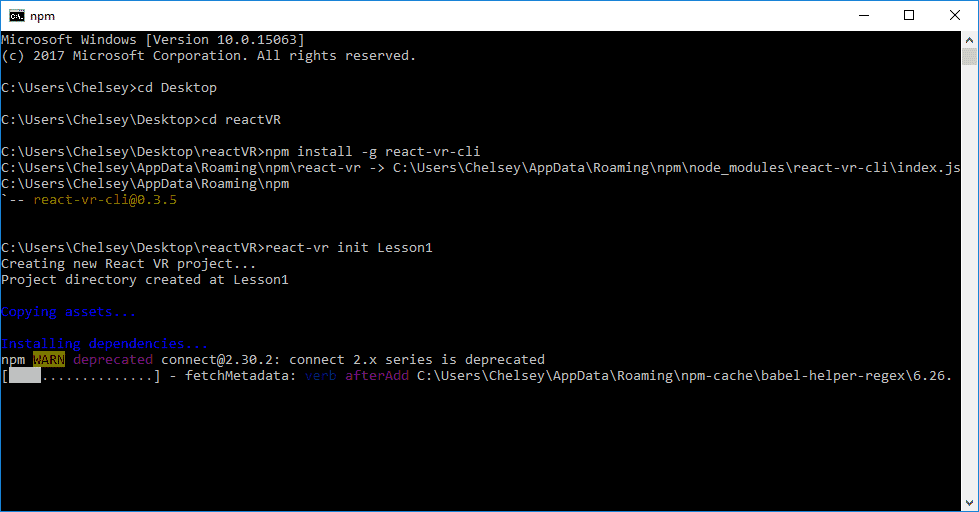 npm
Microsoft Windows [Version 10.0.15063]
(c) 2017 Microsoft Corporation. All rights reserved.
C:\Users\Chelsey>cd Desktop
C:\Users\Chelsey\Desktop>cd reactVR
C:\Users\Chelsey\Desktop\reactVR>npm install -g react-vr-cli
C:\Users\Chelsey\AppData\Roaming\npm\react-vr -> C:\Users\Chelsey\AppData\Roaming\npm\node_modules\react-vr-cli\index.js
C:\Users\Chelsey\AppData\Roaming\npm
`-- react-vr-cli@0.3.5
C:\Users\Chelsey\Desktop\reactVR>react-vr init Lesson1
Creating new React VR project...
Project directory created at Lesson1
Copying assets...
Installing dependencies...
npm WARN deprecated connect@2.30.2: connect 2.x series is deprecated
[    ..............] - fetchMetadata: verb afterAdd C:\Users\Chelsey\AppData\Roaming\npm-cache\babel-helper-regex\6.26.